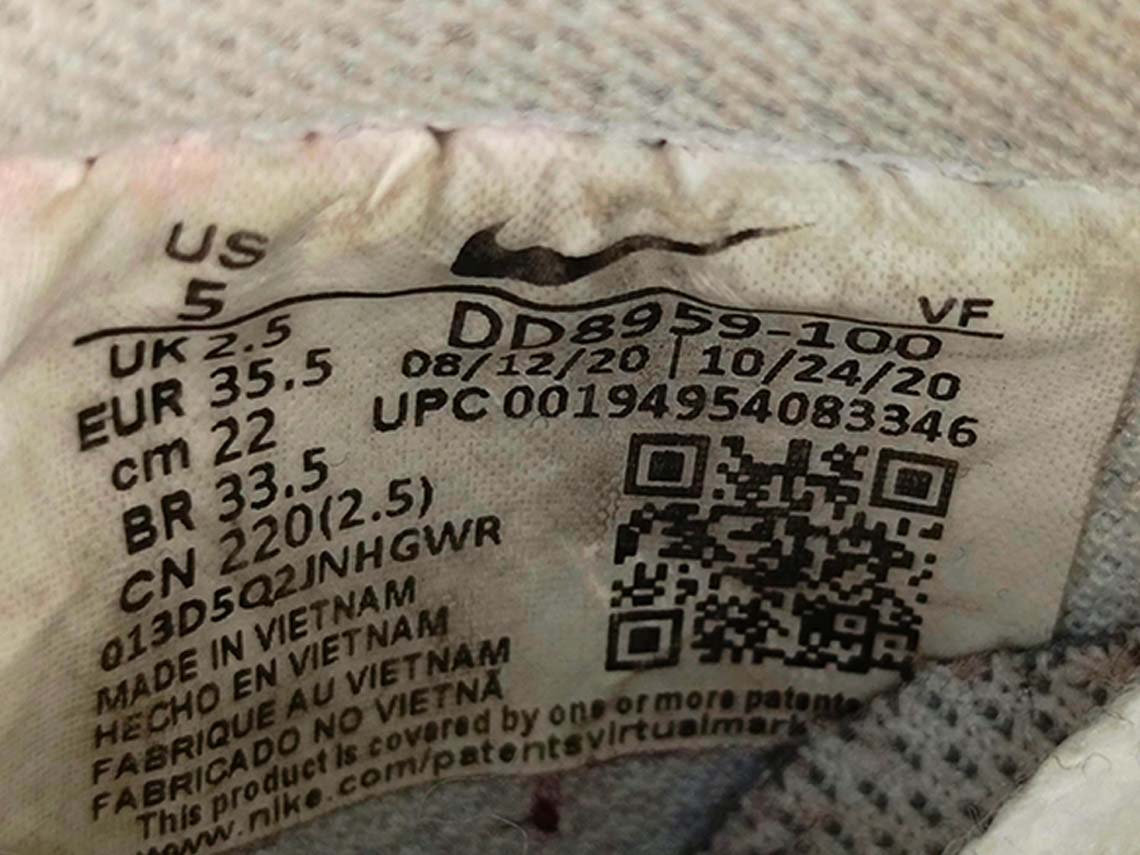 US
5
VF
UK 2.5
EUR 35.5
cm 22
BR 33.5
CN 220(2.5)
DD8959-100
08/12/20 | 10/24/20
UPC 00194954083346
013D5Q2JNHGWR
MADE IN VIETNAM
HECHO EN VIETNAM
FABRIQUE AU VIETNAM
FABRICADO NO VIETNÃ
This product is covered by one or more patents
www.nike.com/patentsvirtualmark